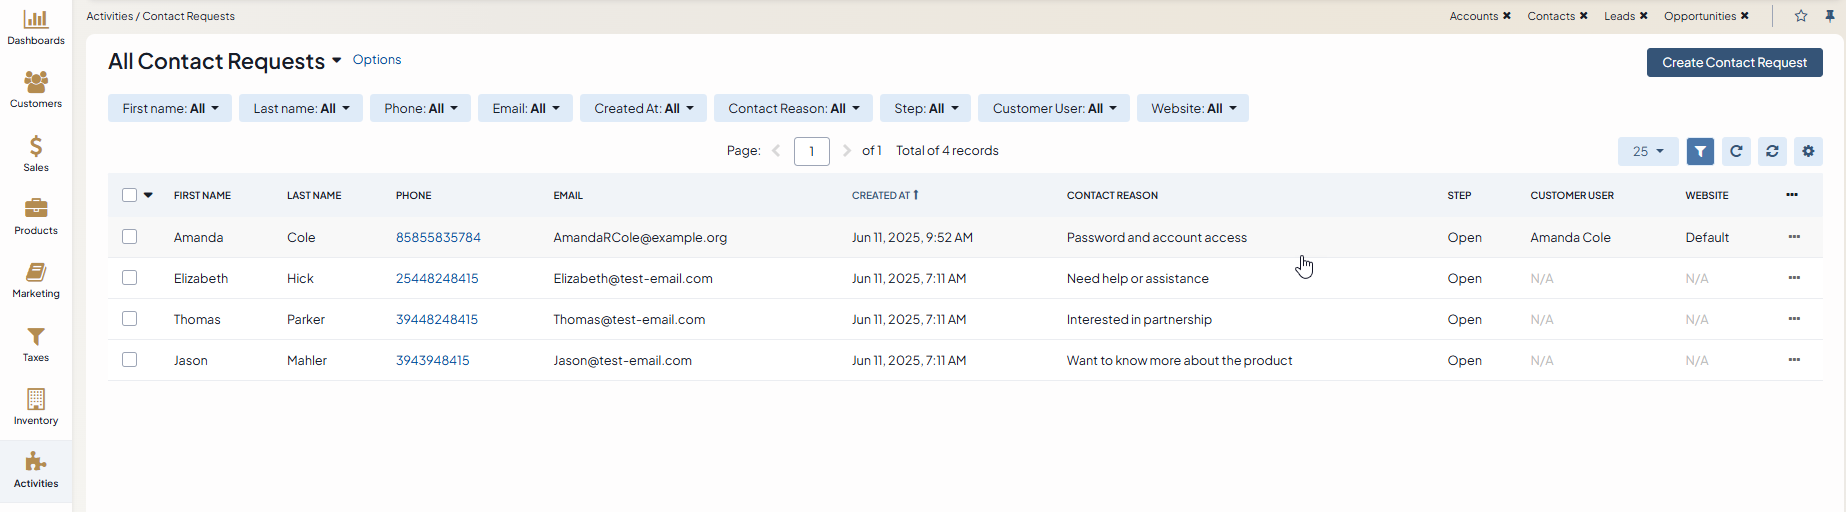 Activities / Contact Requests
Accounts ✖ Contacts ✖ Leads ✖ Opportunities ✖
Dashboards
Customers
Sales
Products
Marketing
Taxes
Inventory
Activities
All Contact Requests Options
Create Contact Request
First name: All Last name: All Phone: All Email: All Created At: All Contact Reason: All Step: All Customer User: All Website: All
Page: 1 of 1 Total of 4 records
25
FIRST NAME LAST NAME PHONE EMAIL CREATED AT CONTACT REASON STEP CUSTOMER USER WEBSITE
Amanda Cole 85855835784 AmandaRCole@example.org Jun 11, 2025, 9:52 AM Password and account access Open Amanda Cole Default
Elizabeth Hick 25448248415 Elizabeth@test-email.com Jun 11, 2025, 7:11 AM Need help or assistance Open N/A N/A
Thomas Parker 39448248415 Thomas@test-email.com Jun 11, 2025, 7:11 AM Interested in partnership Open N/A N/A
Jason Mahler 3943948415 Jason@test-email.com Jun 11, 2025, 7:11 AM Want to know more about the product Open N/A N/A